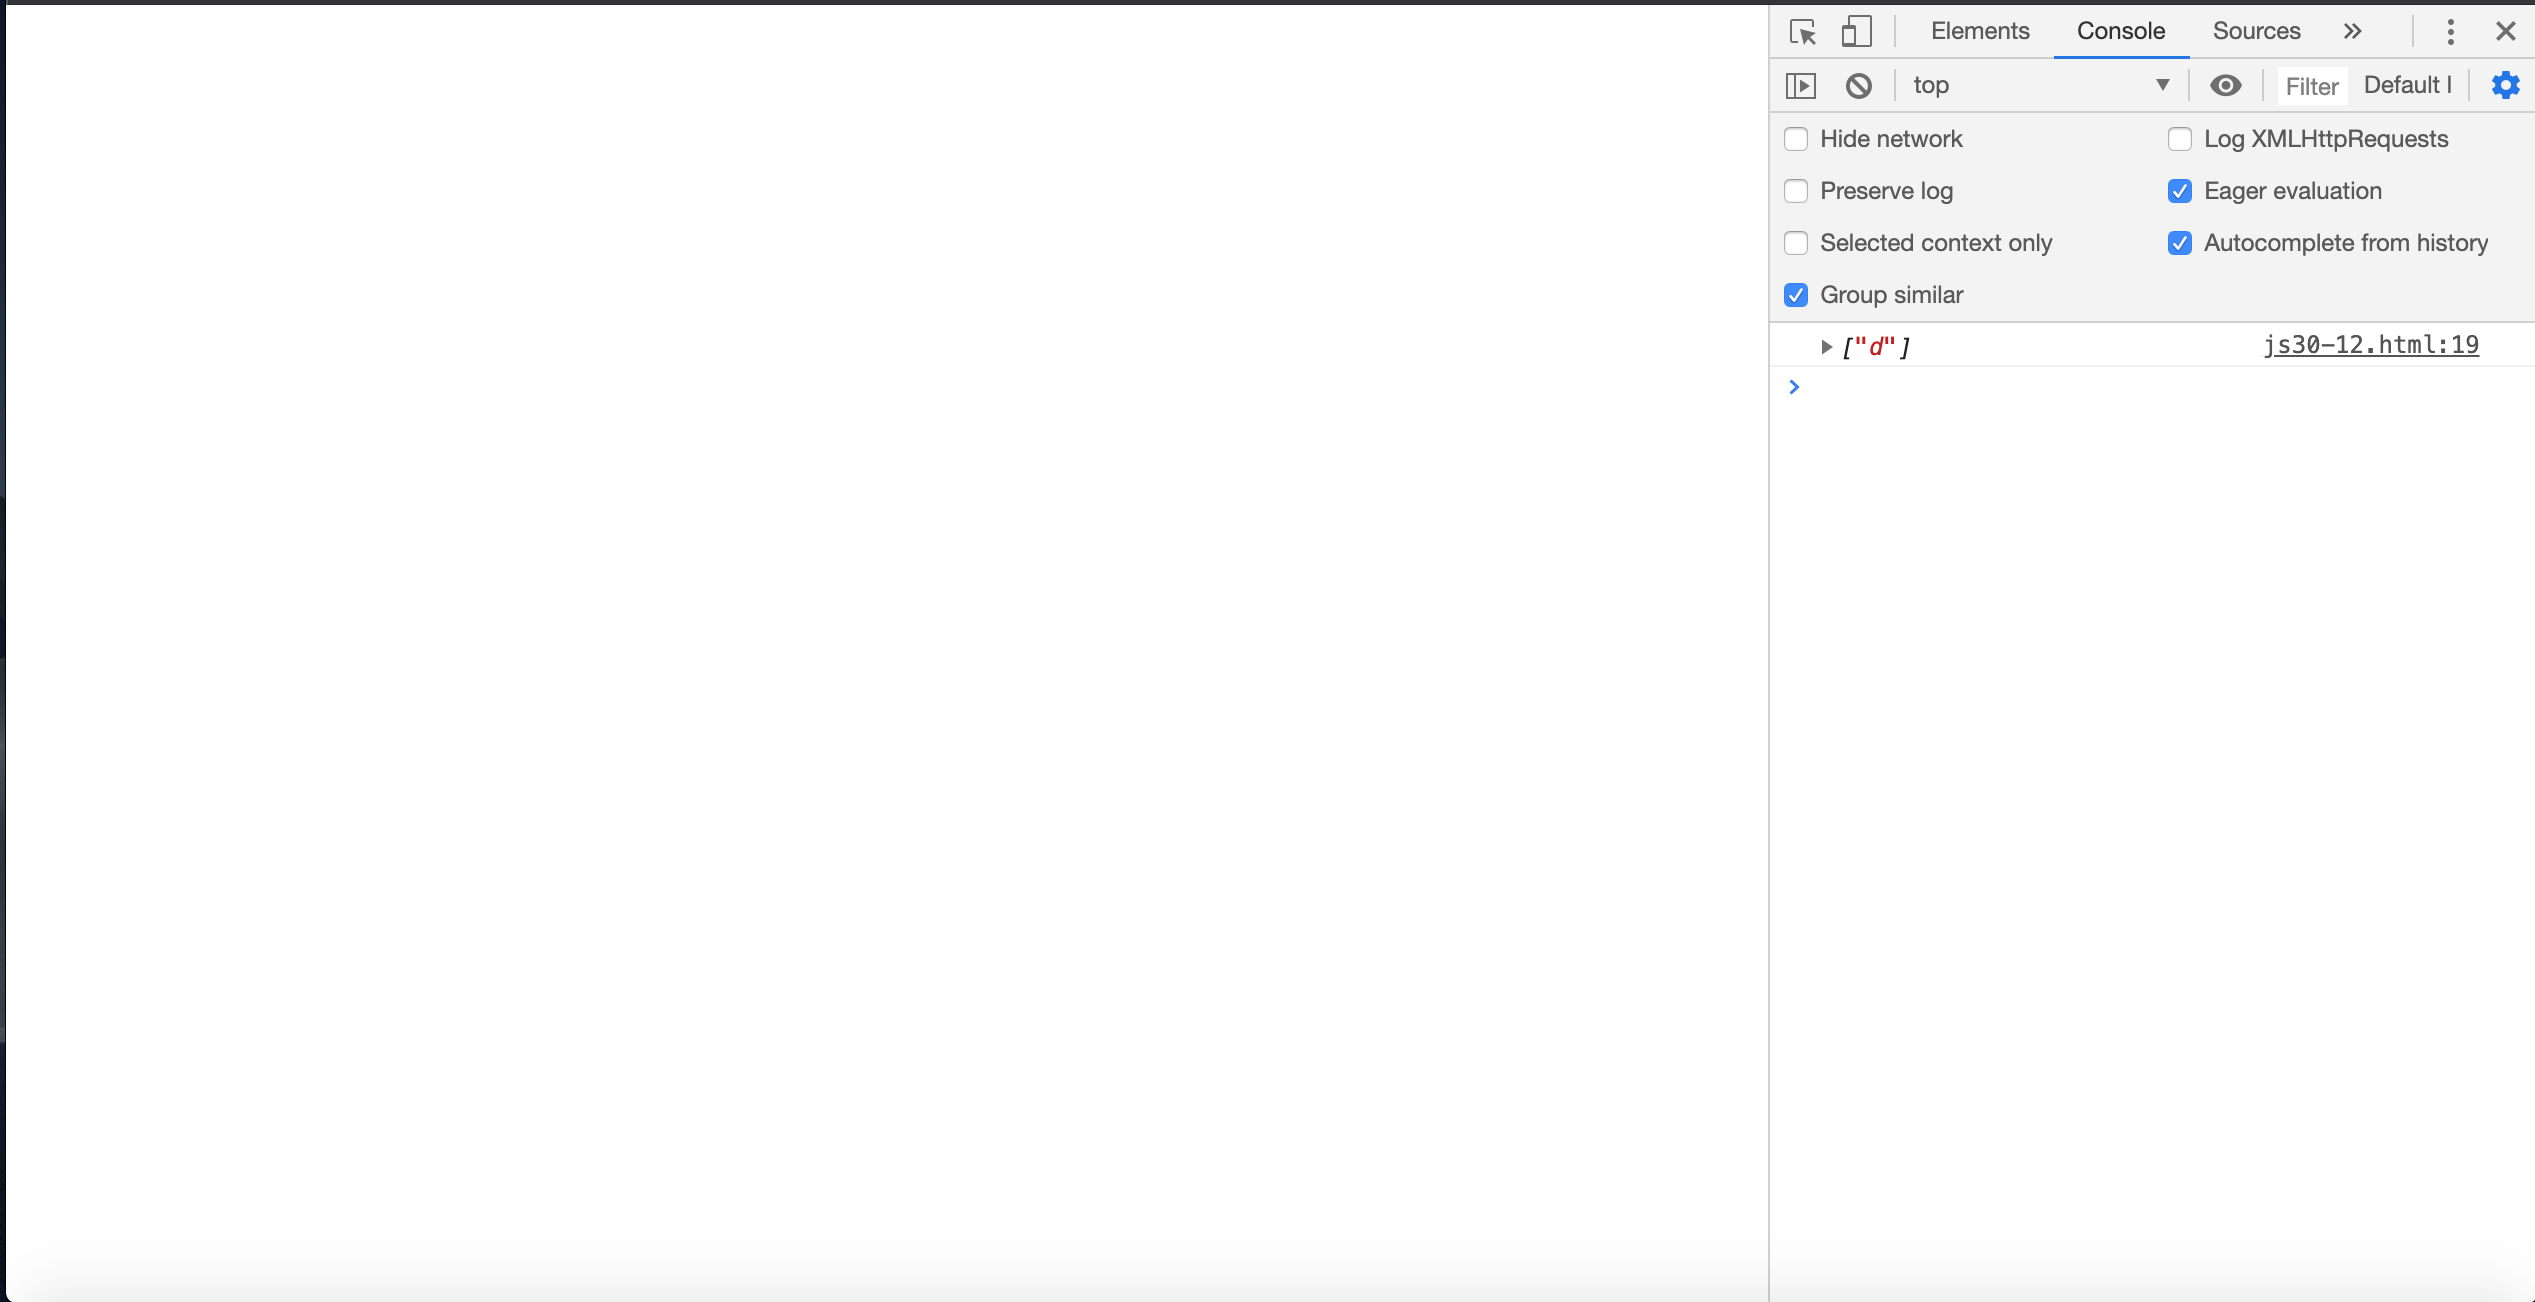 Elements Console Sources
top Filter Default l
Hide network Log XMLHttpRequests
Preserve log Eager evaluation
Selected context only Autocomplete from history
Group similar
["d"] js30-12.html:19